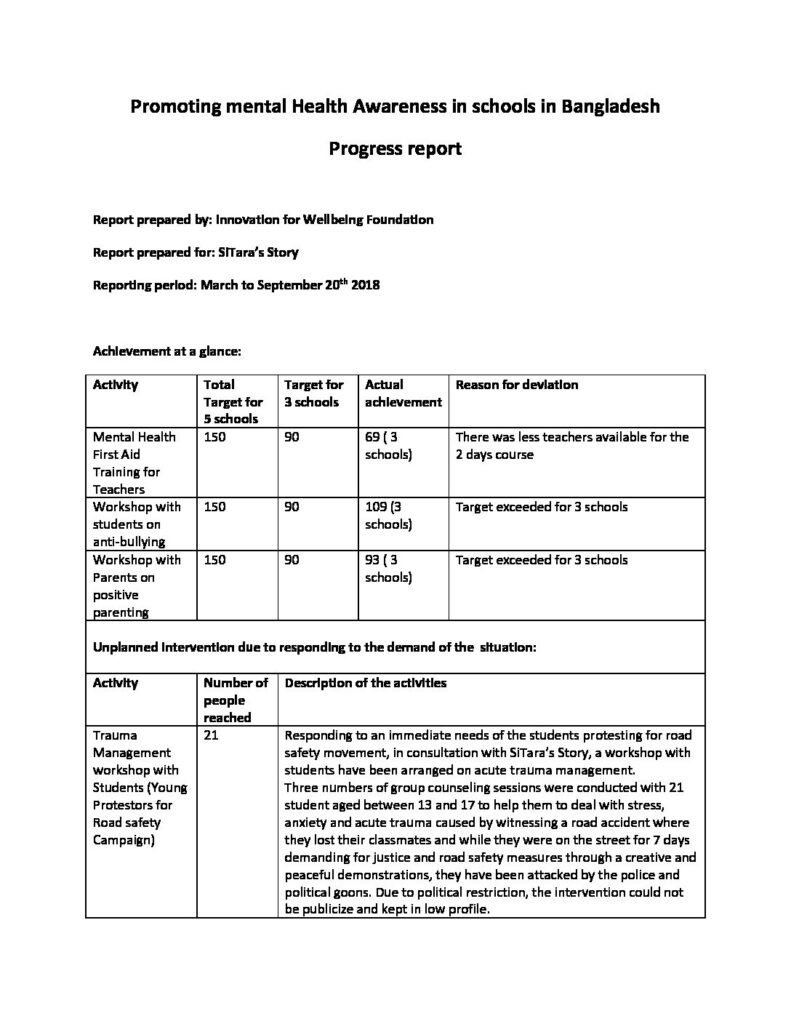 Promoting mental Health Awareness in schools in Bangladesh
Progress report
Report prepared by: Innovation for Wellbeing Foundation
Report prepared for: SiTara's Story
Reporting period: March to September 20th 2018
Achievement at a glance:
Activity
Total
Target for
5 schools
Target for
3 schools
Actual
achievement
Reason for deviation
Mental Health
First Aid
Training for
Teachers
150
90
69 ( 3
schools)
There was less teachers available for the
2 days course
Workshop with
students on
anti-bullying
150
90
109 (3
schools)
Target exceeded for 3 schools
Workshop with
Parents on
positive
parenting
150
90
93 ( 3
schools)
Target exceeded for 3 schools
Unplanned intervention due to responding to the demand of the situation:
Activity
Number of
people
reached
Description of the activities
Trauma
Management
workshop with
Students (Young
Protestors for
Road safety
Campaign)
21
Responding to an immediate needs of the students protesting for road
safety movement, in consultation with SiTara's Story, a workshop with
students have been arranged on acute trauma management.
Three numbers of group counseling sessions were conducted with 21
student aged between 13 and 17 to help them to deal with stress,
anxiety and acute trauma caused by witnessing a road accident where
they lost their classmates and while they were on the street for 7 days
demanding for justice and road safety measures through a creative and
peaceful demonstrations, they have been attacked by the police and
political goons. Due to political restriction, the intervention could not
be publicize and kept in low profile.